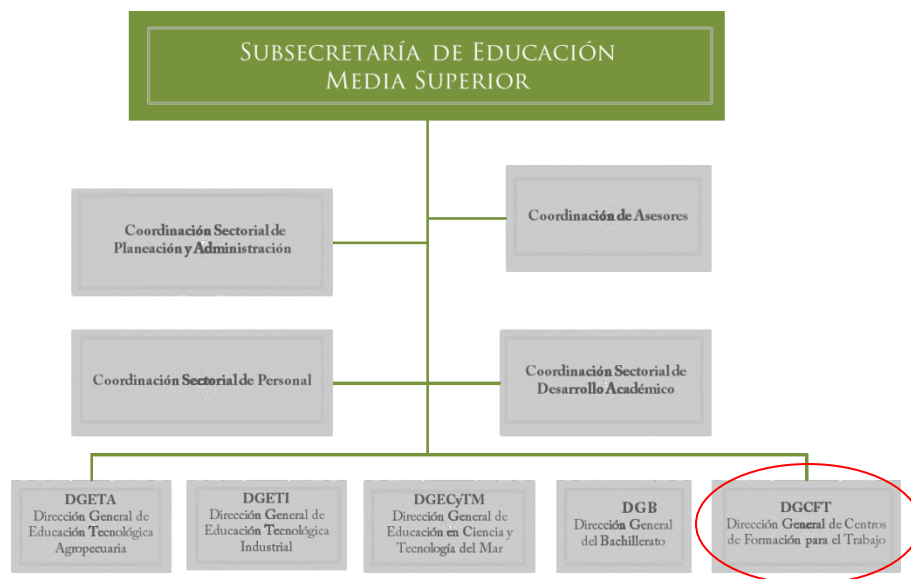 SUBSECRETARÍA DE EDUCACIÓN
MEDIA SUPERIOR
Coordinación Sectorial de
Planeación y Administración
Coordinación de Asesores
Coordinación Sectorial de Personal
Coordinación Sectorial de
Desarrollo Académico
DGETA
Dirección General de
Educación Tecnológica
Agropecuaria
DGETI
Dirección General de
Educación Tecnológica
Industrial
DGECyTM
Dirección General de
Educación en Ciencia y
Tecnología del Mar
DGB
Dirección General
del Bachillerato
DGCFT
Dirección General de Centros
de Formación para el Trabajo